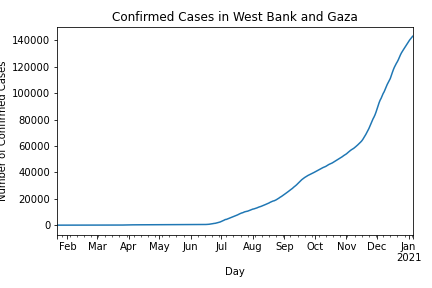 Confirmed Cases in West Bank and Gaza
Number of Confirmed Cases
140000
120000
100000
80000
60000
40000
20000
0
Feb Mar Apr May Jun Jul Aug Sep Oct Nov Dec Jan
2021
Day